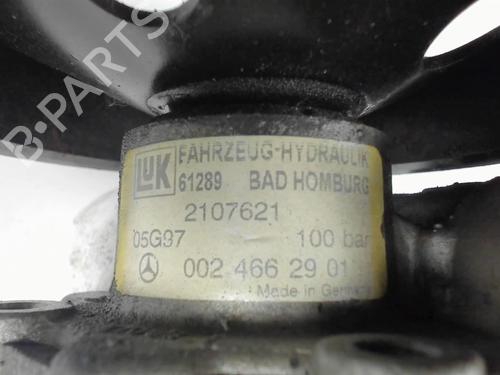 B-PARTS
LUK FAHRZEUG-HYDRAULIK
61289 BAD HOMBURG
2107621
05G97 100 bar
002 466 29 01
Made in Germany